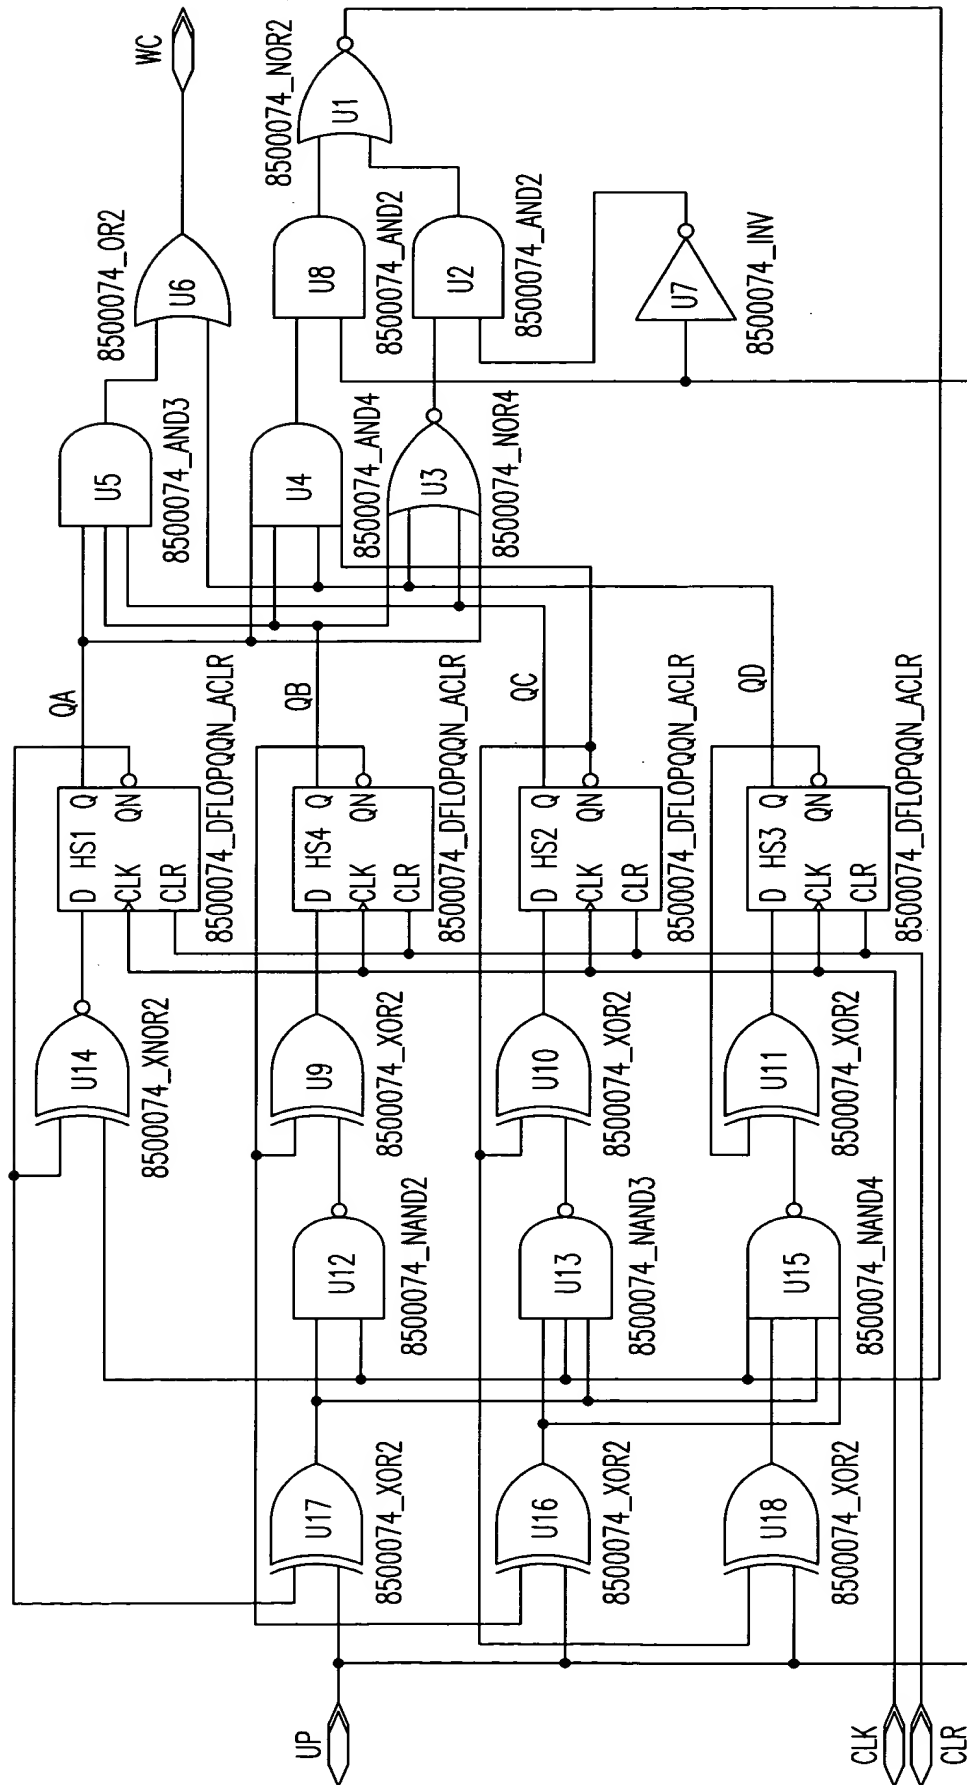 UP
CLK
CLR
U17
8500074_XOR2
U16
8500074_XOR2
U18
8500074_XOR2
U12
8500074_NAND2
U13
8500074_NAND3
U15
8500074_NAND4
U14
8500074_XNOR2
U9
8500074_XOR2
U10
8500074_XOR2
U11
8500074_XOR2
D HS1 Q
CLK QN
CLR
8500074_DFLOPQQN_ACLR
D HS4 Q
CLK QN
CLR
8500074_DFLOPQQN_ACLR
D HS2 Q
CLK QN
CLR
8500074_DFLOPQQN_ACLR
D HS3 Q
CLK QN
CLR
8500074_DFLOPQQN_ACLR
QA
QB
QC
QD
U5
8500074_AND3
U4
8500074_AND4
U3
8500074_NOR4
U6
8500074_OR2
U8
8500074_AND2
U2
8500074_AND2
U7
8500074_INV
U1
8500074_NOR2
WC